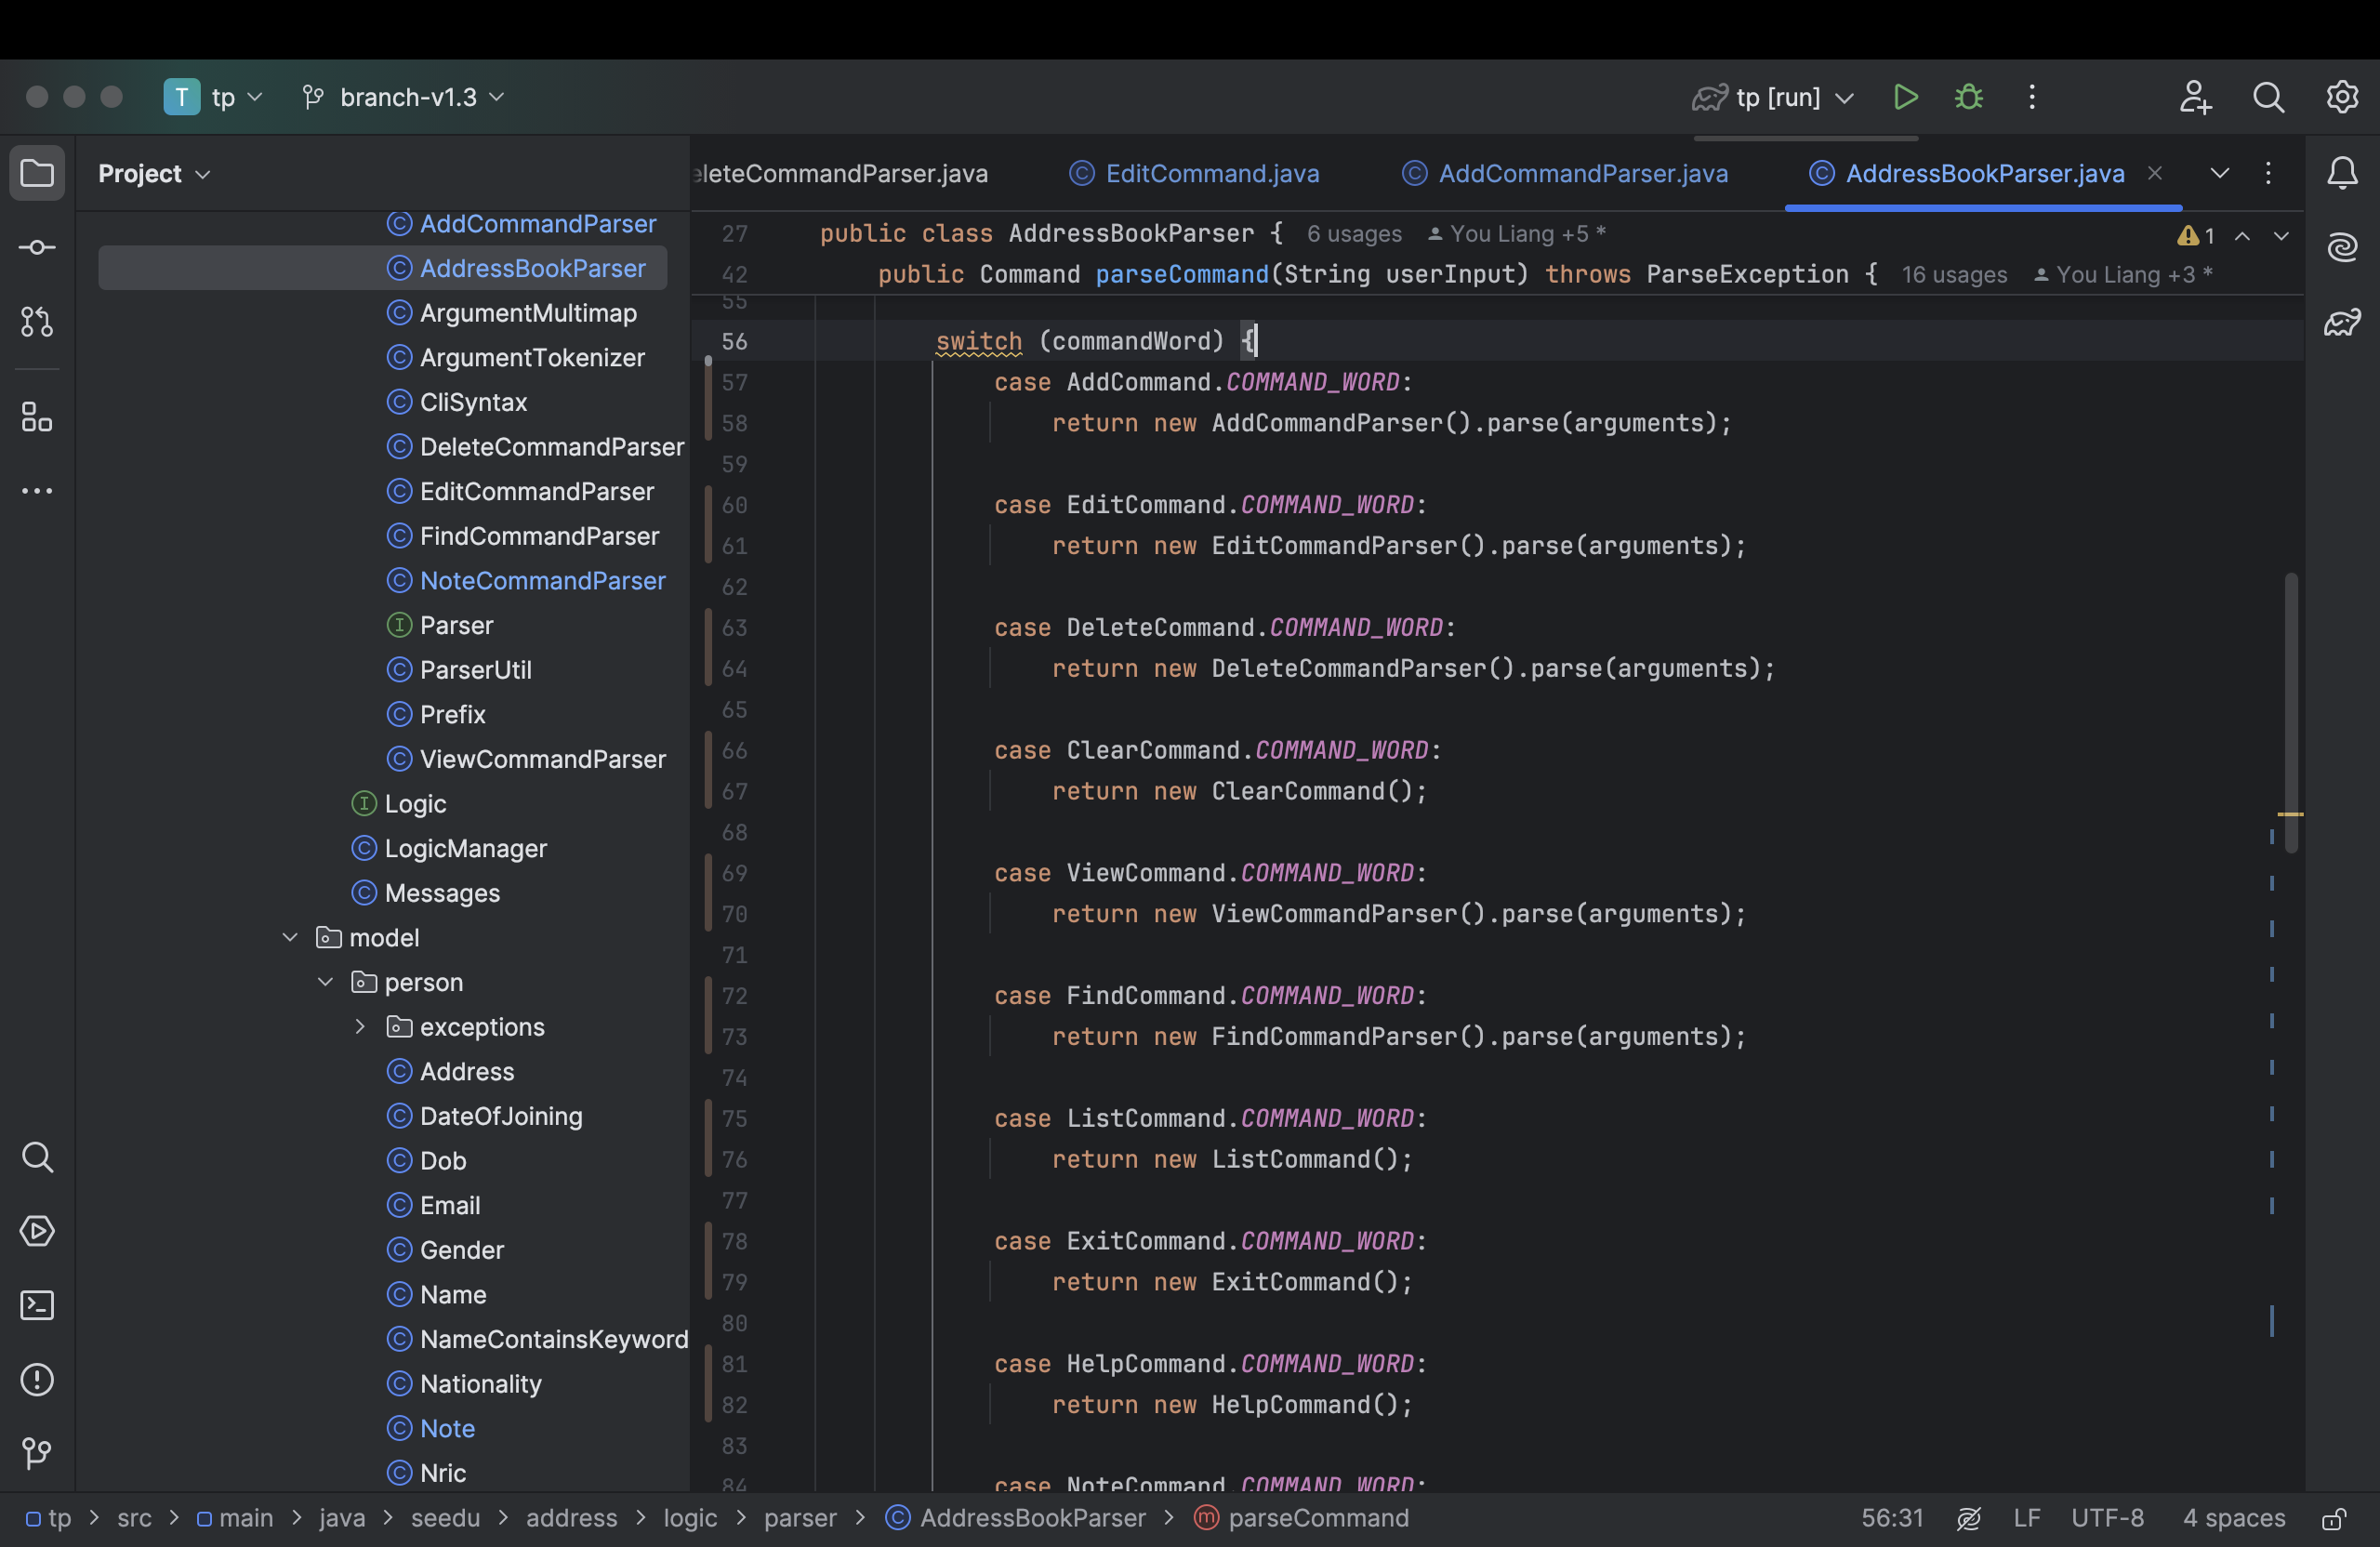 T tp branch-v1.3 tp [run]
Project
eleteCommandParser.java EditCommand.java AddCommandParser.java AddressBookParser.java
AddCommandParser
AddressBookParser
ArgumentMultimap
ArgumentTokenizer
CliSyntax
DeleteCommandParser
EditCommandParser
FindCommandParser
NoteCommandParser
Parser
ParserUtil
Prefix
ViewCommandParser
Logic
LogicManager
Messages
model
person
exceptions
Address
DateOfJoining
Dob
Email
Gender
Name
NameContainsKeyword
Nationality
Note
Nric
27 public class AddressBookParser { 6 usages You Liang +5 * 1
42 public Command parseCommand(String userInput) throws ParseException { 16 usages You Liang +3 *
55
56 switch (commandWord) {
57 case AddCommand.COMMAND_WORD:
58 return new AddCommandParser().parse(arguments);
59
60 case EditCommand.COMMAND_WORD:
61 return new EditCommandParser().parse(arguments);
62
63 case DeleteCommand.COMMAND_WORD:
64 return new DeleteCommandParser().parse(arguments);
65
66 case ClearCommand.COMMAND_WORD:
67 return new ClearCommand();
68
69 case ViewCommand.COMMAND_WORD:
70 return new ViewCommandParser().parse(arguments);
71
72 case FindCommand.COMMAND_WORD:
73 return new FindCommandParser().parse(arguments);
74
75 case ListCommand.COMMAND_WORD:
76 return new ListCommand();
77
78 case ExitCommand.COMMAND_WORD:
79 return new ExitCommand();
80
81 case HelpCommand.COMMAND_WORD:
82 return new HelpCommand();
83
84 case NoteCommand.COMMAND_WORD:
tp > src > main > java > seedu > address > logic > parser > AddressBookParser > parseCommand 56:31 LF UTF-8 4 spaces